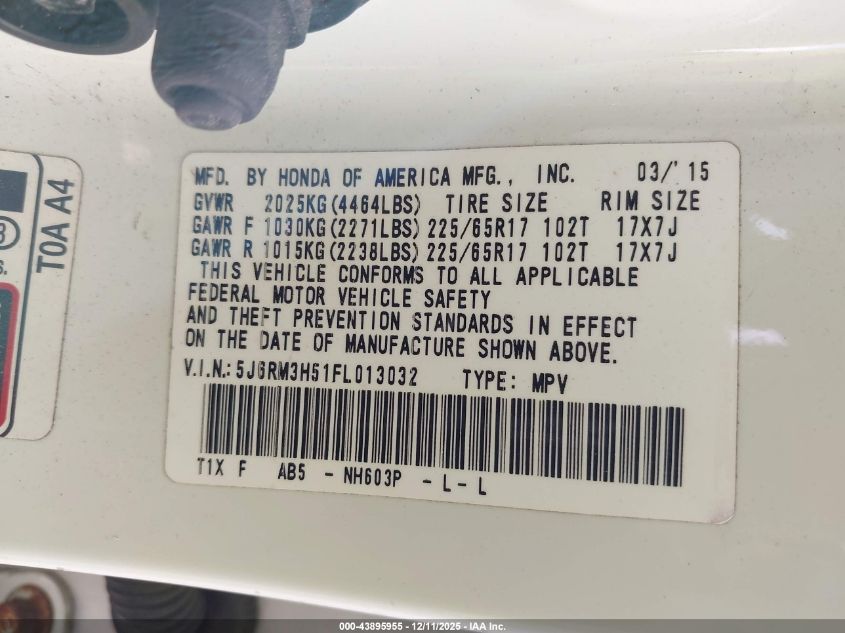 MFD. BY HONDA OF AMERICA MFG., INC. 03/'15
GVWR 2025KG(4464LBS) TIRE SIZE RIM SIZE
GAWR F 1030KG(2271LBS) 225/65R17 102T 17X7J
GAWR R 1015KG(2238LBS) 225/65R17 102T 17X7J
THIS VEHICLE CONFORMS TO ALL APPLICABLE
FEDERAL MOTOR VEHICLE SAFETY
AND THEFT PREVENTION STANDARDS IN EFFECT
ON THE DATE OF MANUFACTURE SHOWN ABOVE.
V.I.N.: 5J6RM3H51FL013032 TYPE: MPV
T1X F AB5 - NH603P - L - L
T0A A4
000-43895955 - 12/11/2025 - IAA Inc.